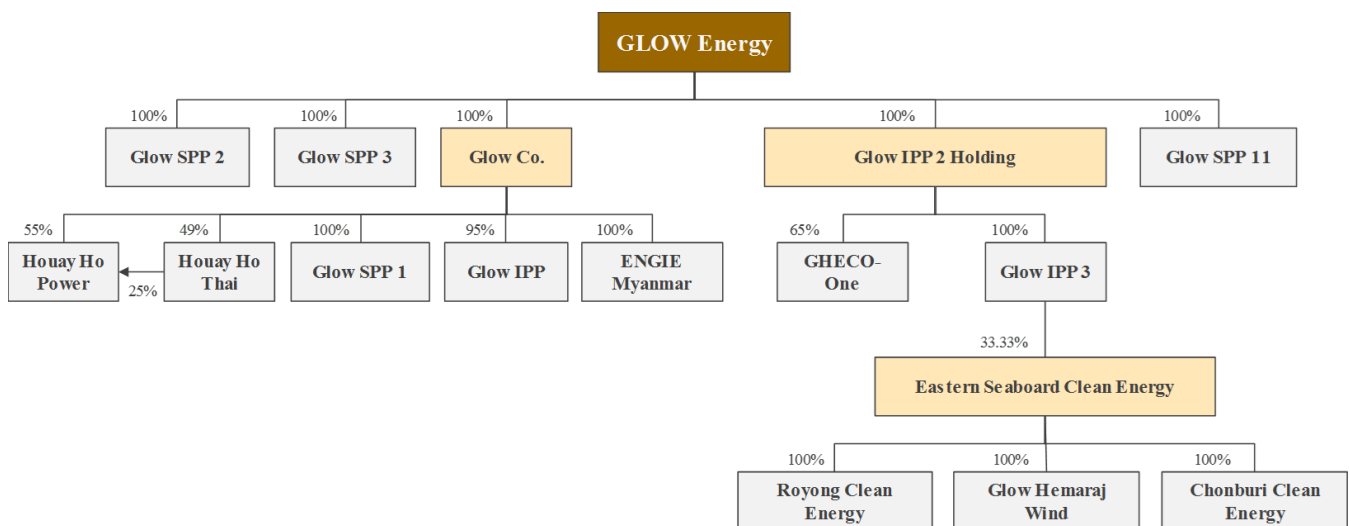 GLOW Energy
100%
100%
100%
100%
100%
Glow SPP 2
Glow SPP 3
Glow Co.
Glow IPP 2 Holding
Glow SPP 11
55%
49%
100%
95%
100%
65%
100%
Houay Ho
Power
25%
Houay Ho
Thai
Glow SPP 1
Glow IPP
ENGIE
Myanmar
GHECO-
One
Glow IPP 3
33.33%
Eastern Seaboard Clean Energy
100%
100%
100%
Royong Clean
Energy
Glow Hemaraj
Wind
Chonburi Clean
Energy